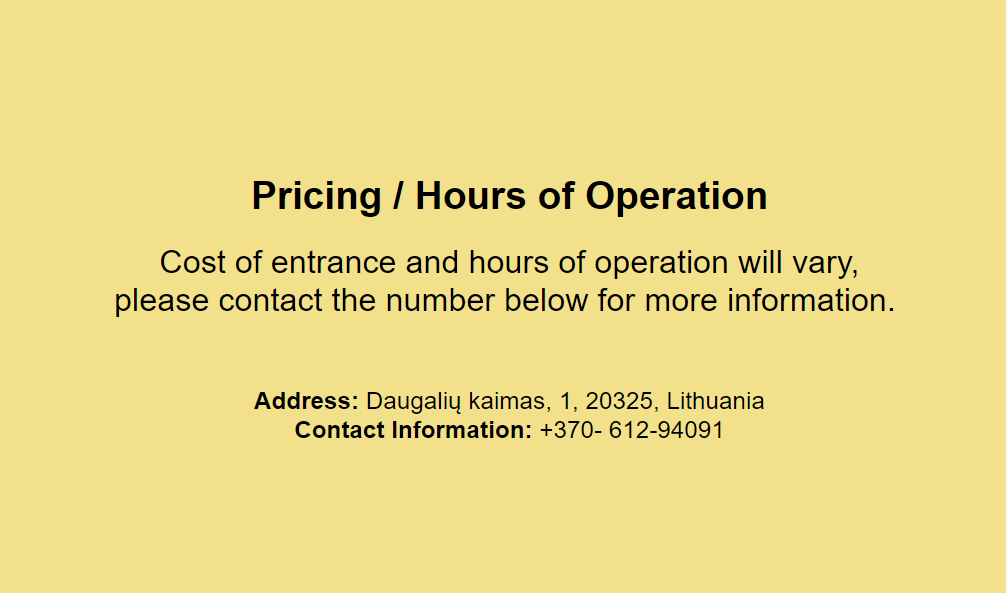 Pricing / Hours of Operation
Cost of entrance and hours of operation will vary,
please contact the number below for more information.
Address: Daugalių kaimas, 1, 20325, Lithuania
Contact Information: +370- 612-94091